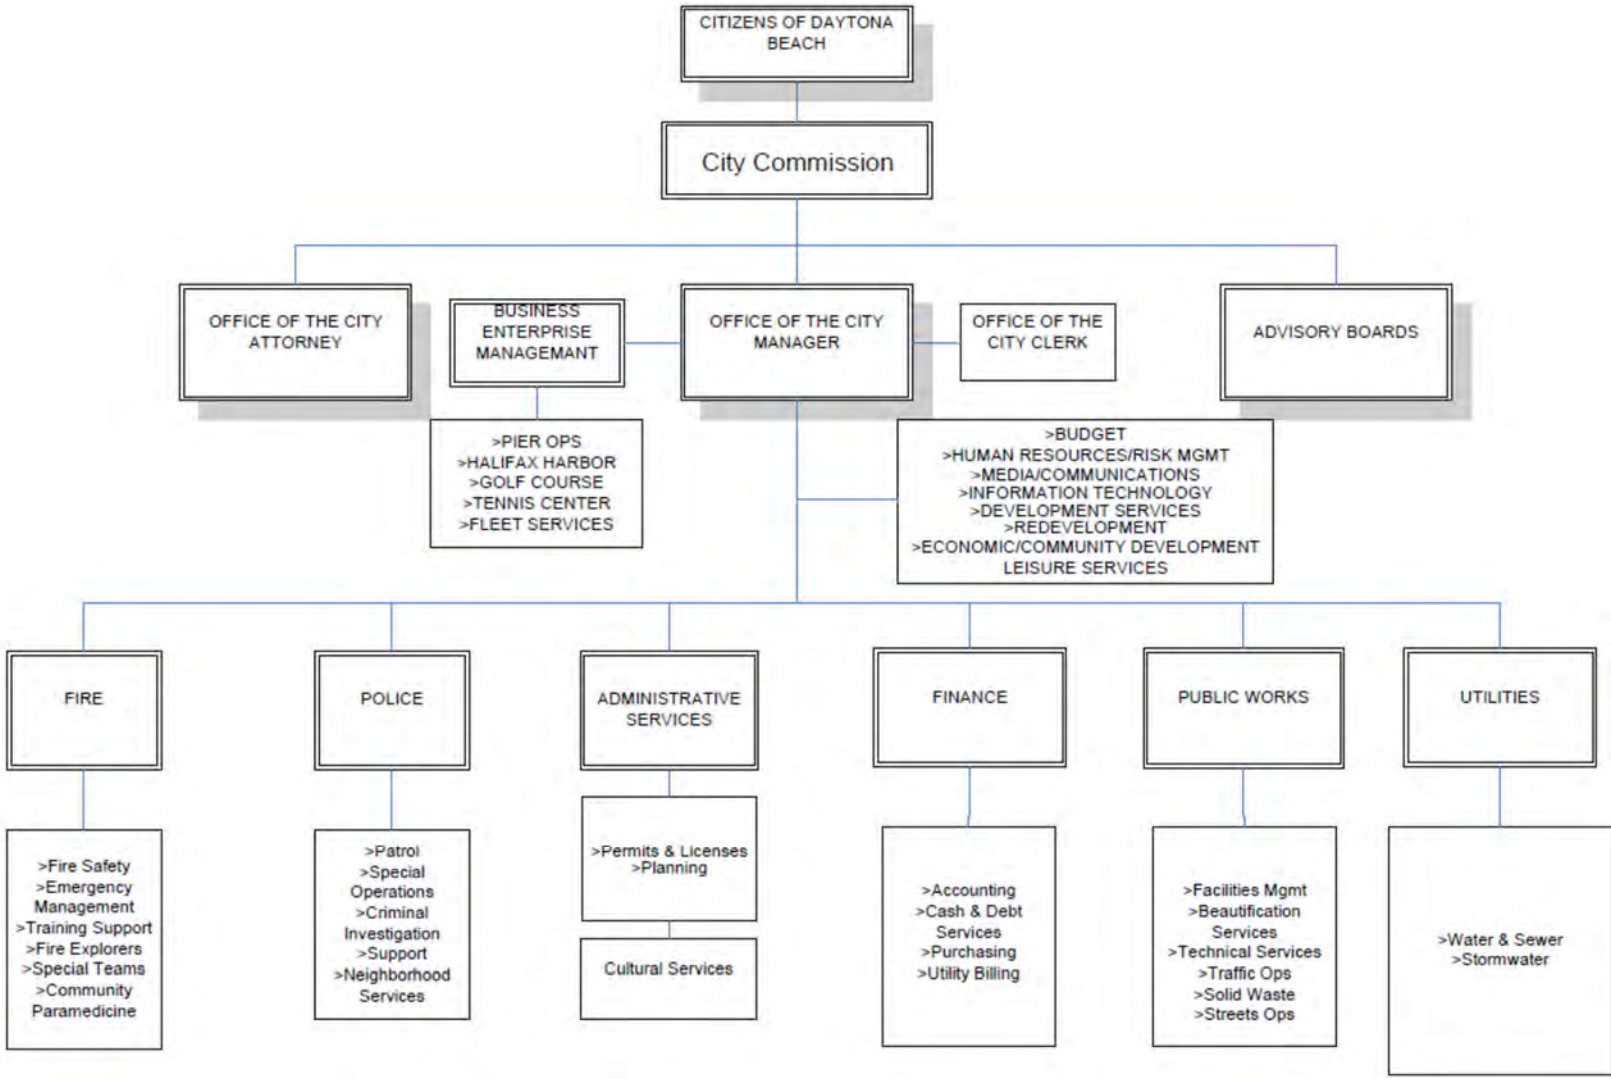 CITIZENS OF DAYTONA
BEACH
City Commission
OFFICE OF THE CITY
ATTORNEY
BUSINESS
ENTERPRISE
MANAGEMANT
OFFICE OF THE CITY
MANAGER
OFFICE OF THE
CITY CLERK
ADVISORY BOARDS
>PIER OPS
>HALIFAX HARBOR
>GOLF COURSE
>TENNIS CENTER
>FLEET SERVICES
>BUDGET
>HUMAN RESOURCES/RISK MGMT
>MEDIA/COMMUNICATIONS
>INFORMATION TECHNOLOGY
>DEVELOPMENT SERVICES
>REDEVELOPMENT
>ECONOMIC/COMMUNITY DEVELOPMENT
LEISURE SERVICES
FIRE
POLICE
ADMINISTRATIVE
SERVICES
FINANCE
PUBLIC WORKS
UTILITIES
>Fire Safety
>Emergency
Management
>Training Support
>Fire Explorers
>Special Teams
>Community
Paramedicine
>Patrol
>Special
Operations
>Criminal
Investigation
>Support
>Neighborhood
Services
>Permits & Licenses
>Planning
Cultural Services
>Accounting
>Cash & Debt
Services
>Purchasing
>Utility Billing
>Facilities Mgmt
>Beautification
Services
>Technical Services
>Traffic Ops
>Solid Waste
>Streets Ops
>Water & Sewer
>Stormwater